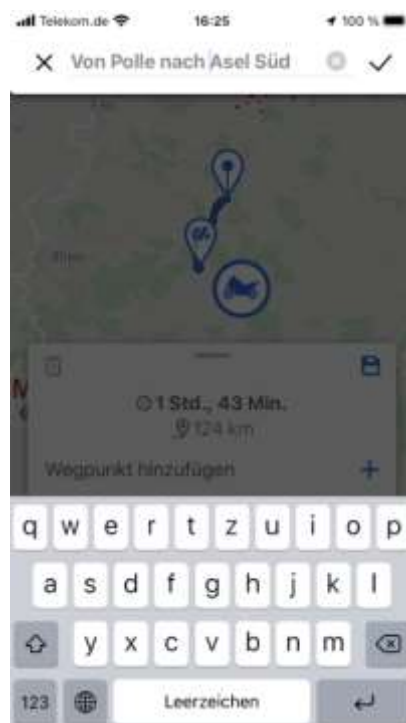 Telekom.de 16:25 100 %
Von Polle nach Asel Süd
1 Std., 43 Min.
124 km
Wegpunkt hinzufügen
q w e r t z u i o p
a s d f g h j k l
y x c v b n m
123 Leerzeichen